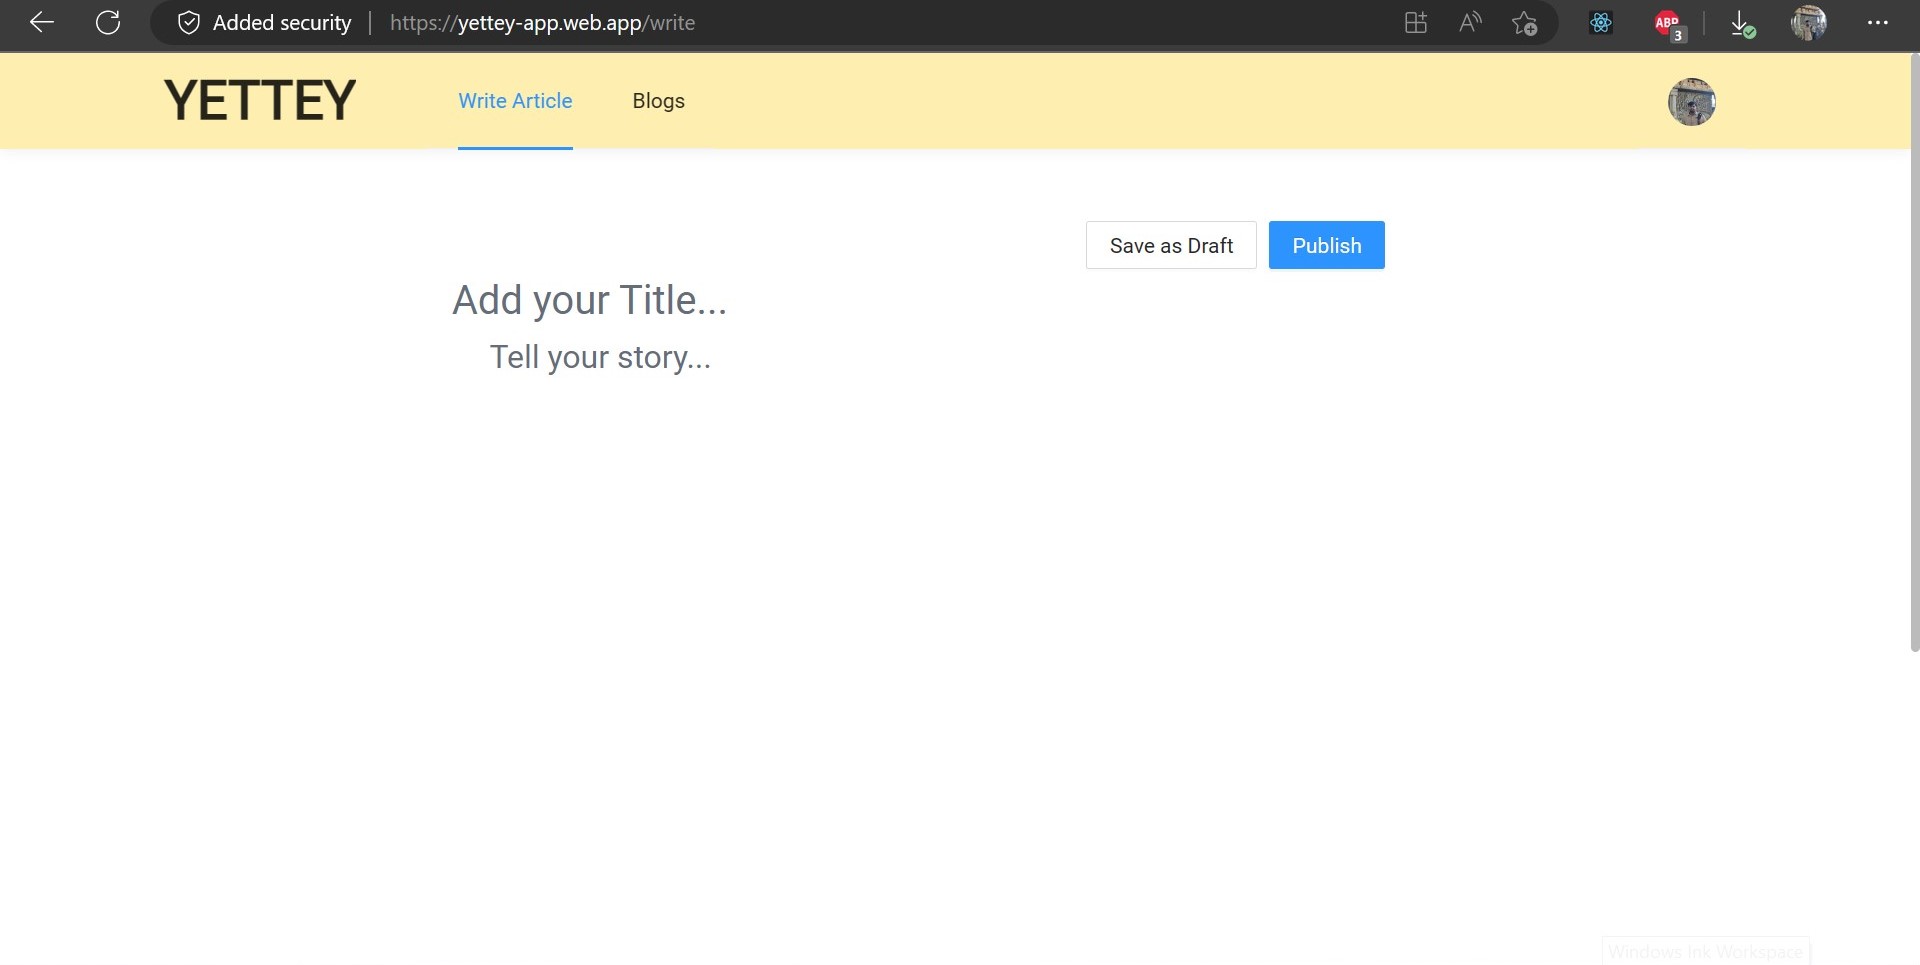 Added security | https://yettey-app.web.app/write
ABP 3
YETTEY
Write Article
Blogs
Save as Draft
Publish
Add your Title...
Tell your story...
Windows Ink Workspace